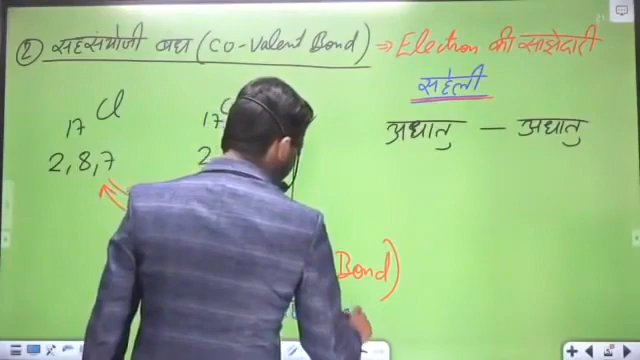 ② सहसंयोजी बंध (Co-Valent Bond) ⇒ Electron की साझेदारी
सहेली
अधातु — अधातु
17 Cl 17
2, 8, 7 2
Bond)